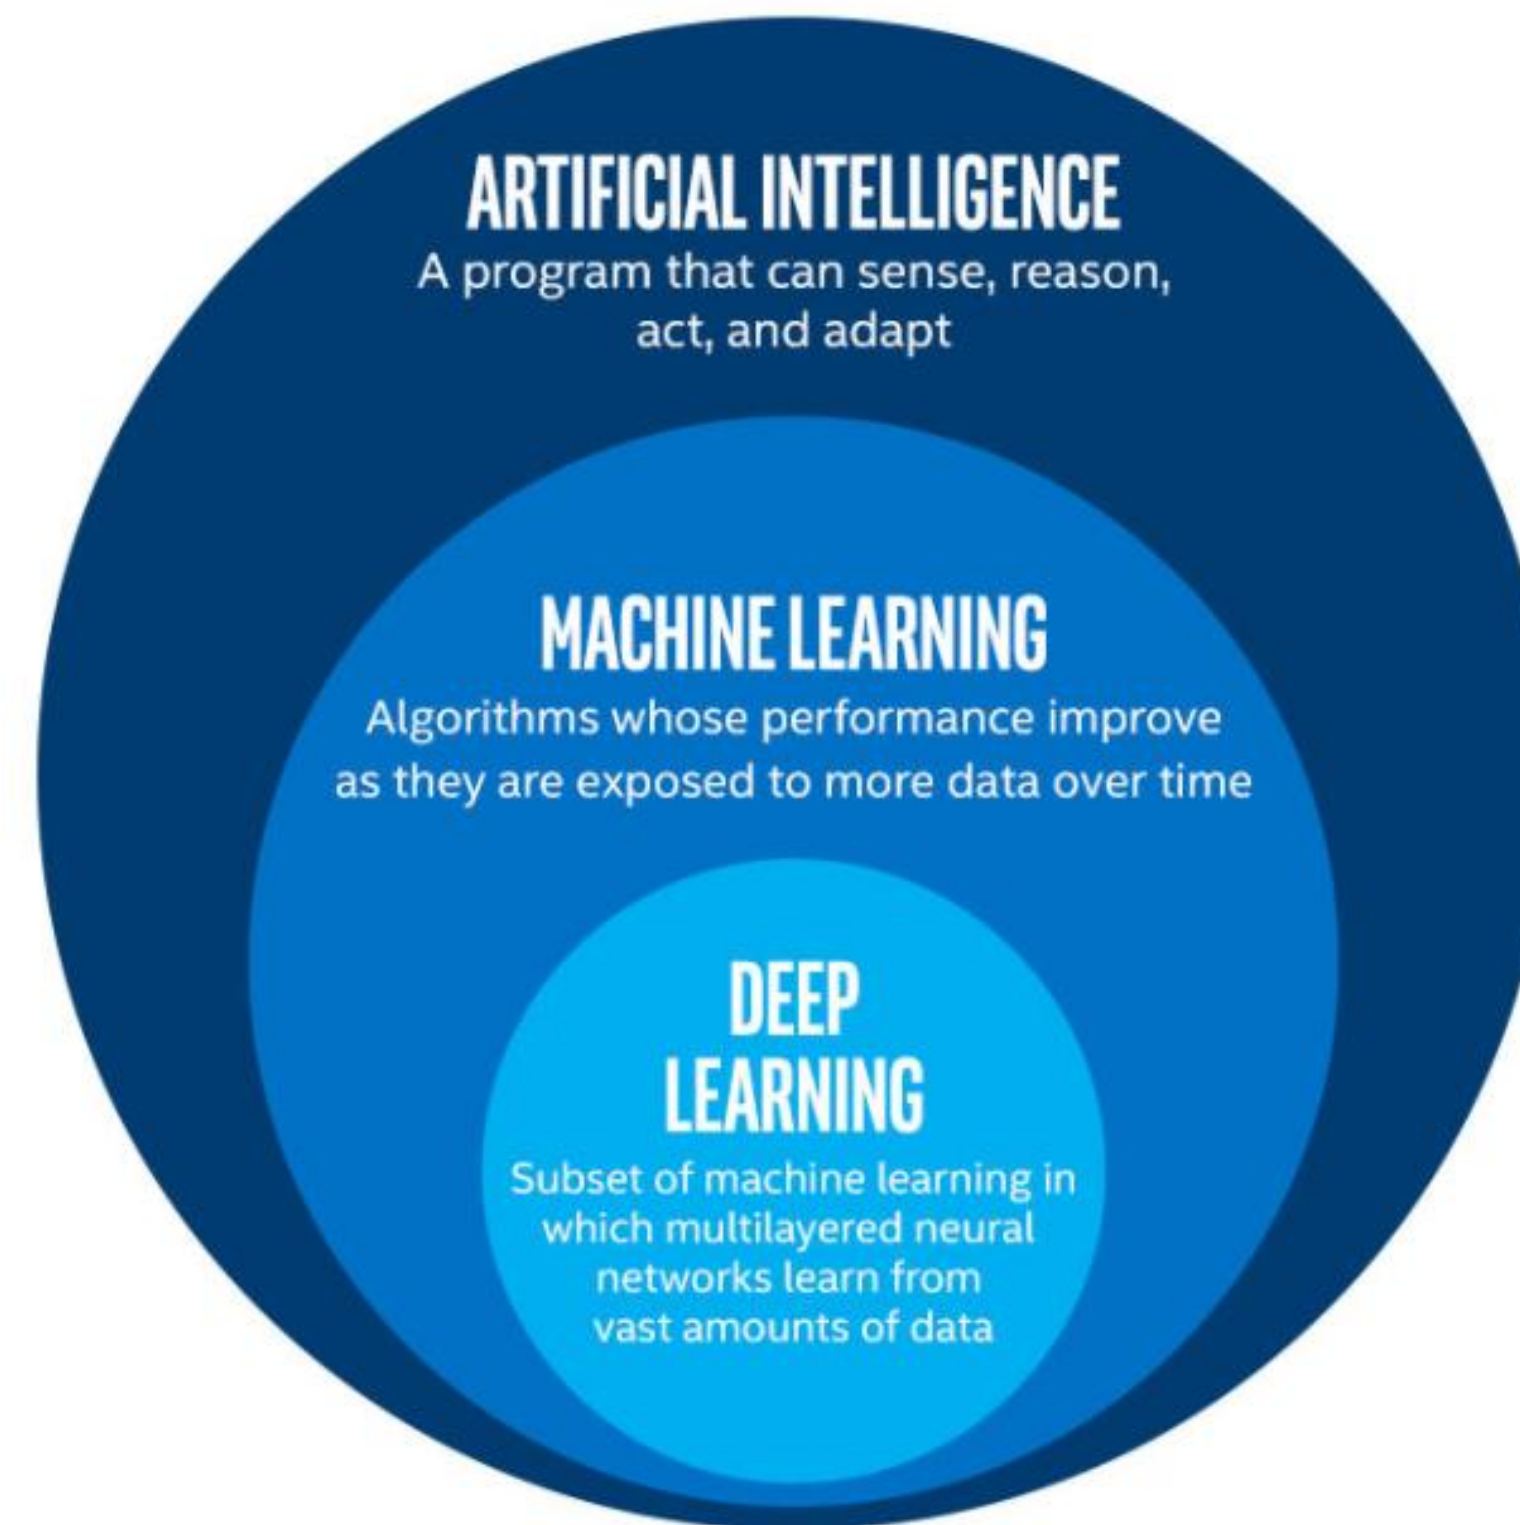 ARTIFICIAL INTELLIGENCE
A program that can sense, reason,
act, and adapt
MACHINE LEARNING
Algorithms whose performance improve
as they are exposed to more data over time
DEEP
LEARNING
Subset of machine learning in
which multilayered neural
networks learn from
vast amounts of data